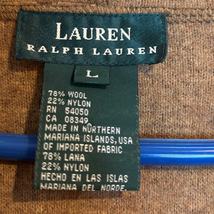 LAUREN
RALPH LAUREN
L
78% WOOL
22% NYLON
RN 54050
CA 08349
MADE IN NORTHERN
MARIANA ISLANDS, USA
OF IMPORTED FABRIC
78% LANA
22% NYLON
HECHO EN LAS ISLAS
MARIANA DEL NORDE,